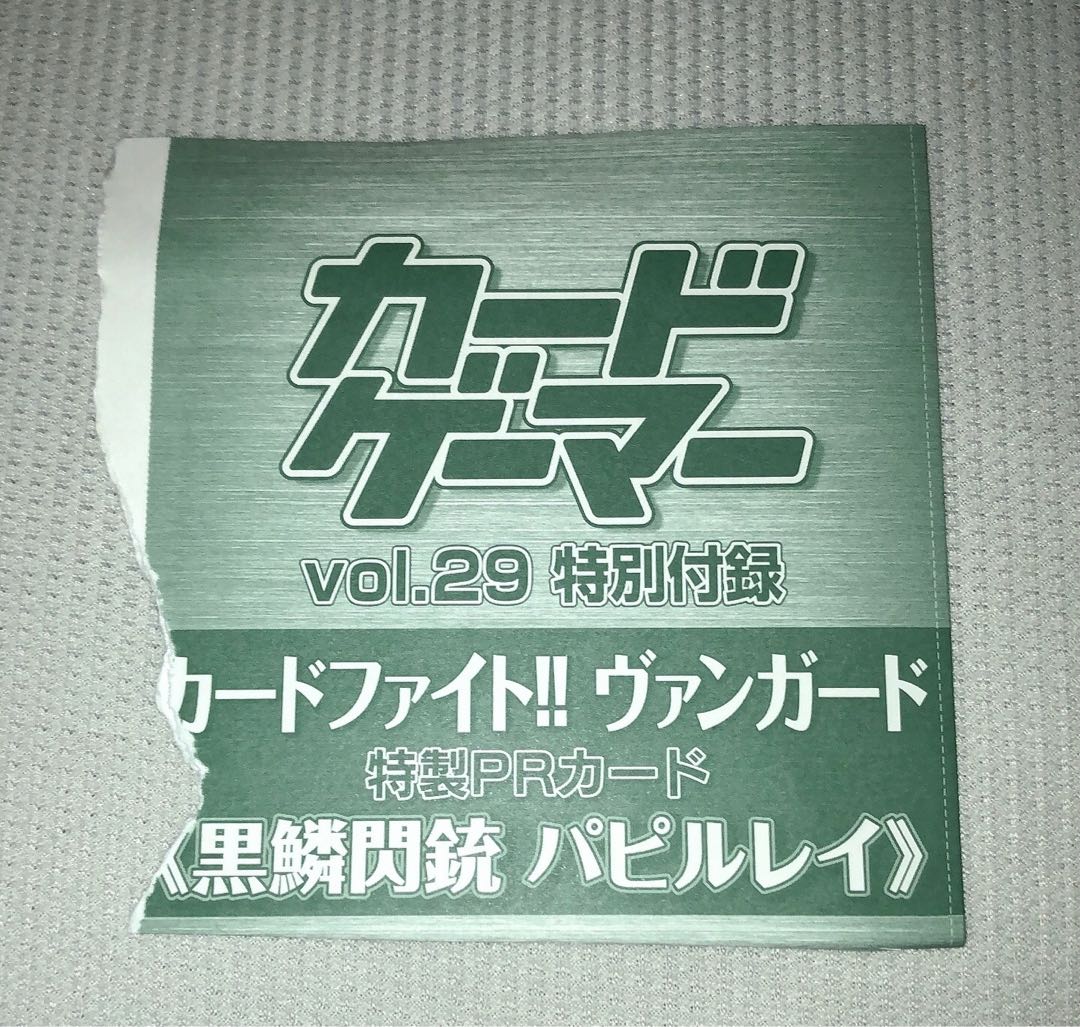 カード
ゲーマー
vol.29 特別付録
カードファイト!! ヴァンガード
特製PRカード
《黒鱗閃銃 パピルレイ》